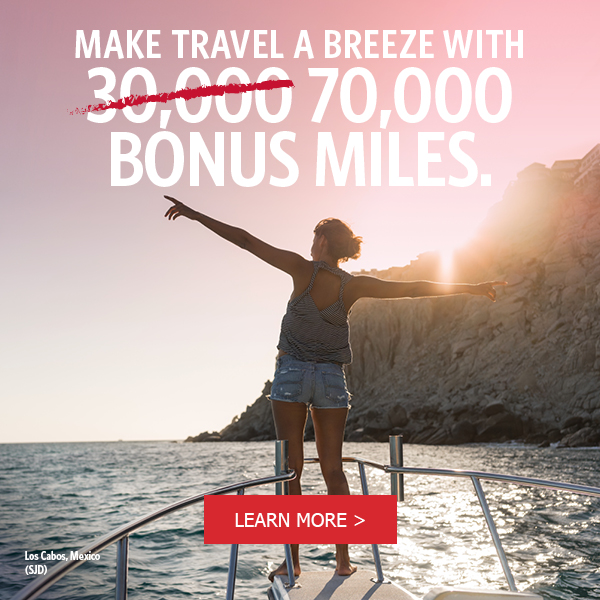 MAKE TRAVEL A BREEZE WITH
30,000 70,000
BONUS MILES.
LEARN MORE >
Los Cabos, Mexico
(SJD)